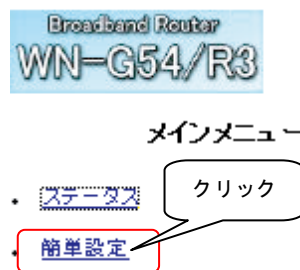 Broadband Router
WN-G54/R3
メインメニュー
・ステータス
クリック
・簡単設定